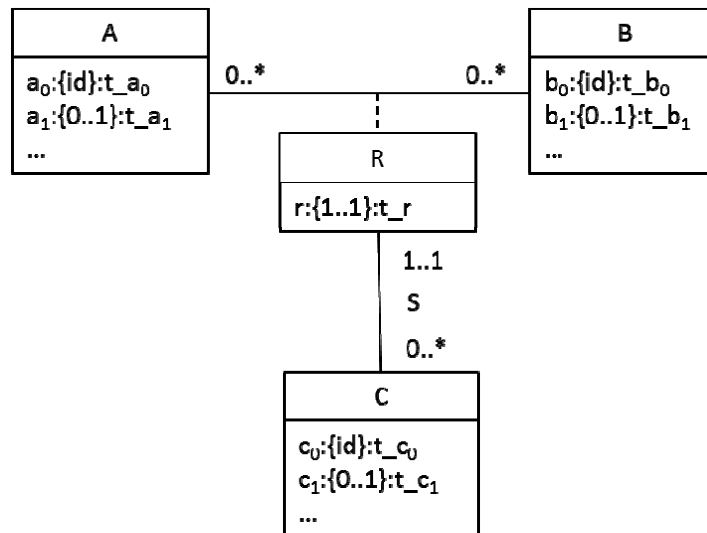 A
B
a₀:{id}:t_a₀
a₁:{0..1}:t_a₁
...
0..*
0..*
b₀:{id}:t_b₀
b₁:{0..1}:t_b₁
...
R
r:{1..1}:t_r
1..1
S
0..*
C
c₀:{id}:t_c₀
c₁:{0..1}:t_c₁
...